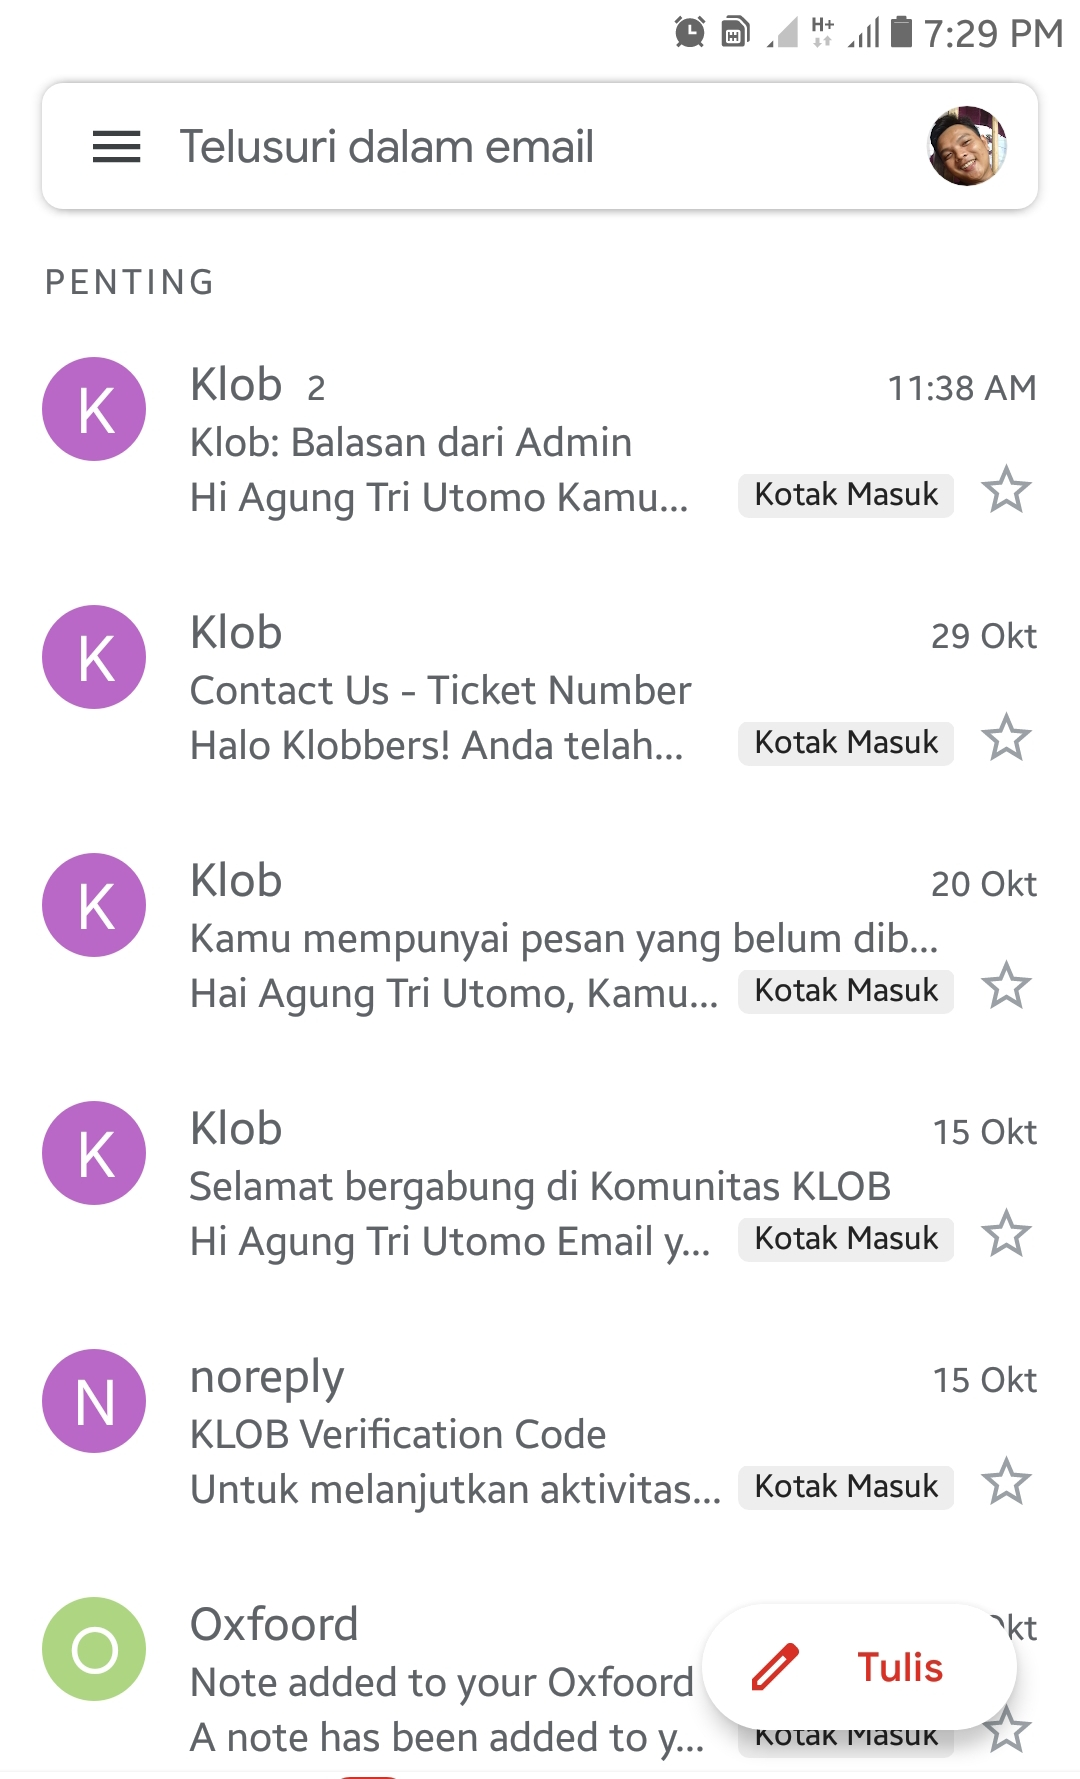 H+
7:29 PM
Telusuri dalam email
PENTING
K
Klob 2
11:38 AM
Klob: Balasan dari Admin
Hi Agung Tri Utomo Kamu...
Kotak Masuk
K
Klob
29 Okt
Contact Us – Ticket Number
Halo Klobbers! Anda telah...
Kotak Masuk
K
Klob
20 Okt
Kamu mempunyai pesan yang belum dib...
Hai Agung Tri Utomo, Kamu...
Kotak Masuk
K
Klob
15 Okt
Selamat bergabung di Komunitas KLOB
Hi Agung Tri Utomo Email y...
Kotak Masuk
N
noreply
15 Okt
KLOB Verification Code
Untuk melanjutkan aktivitas...
Kotak Masuk
O
Oxfoord
Okt
Note added to your Oxfoord
Tulis
A note has been added to y...
Kotak Masuk